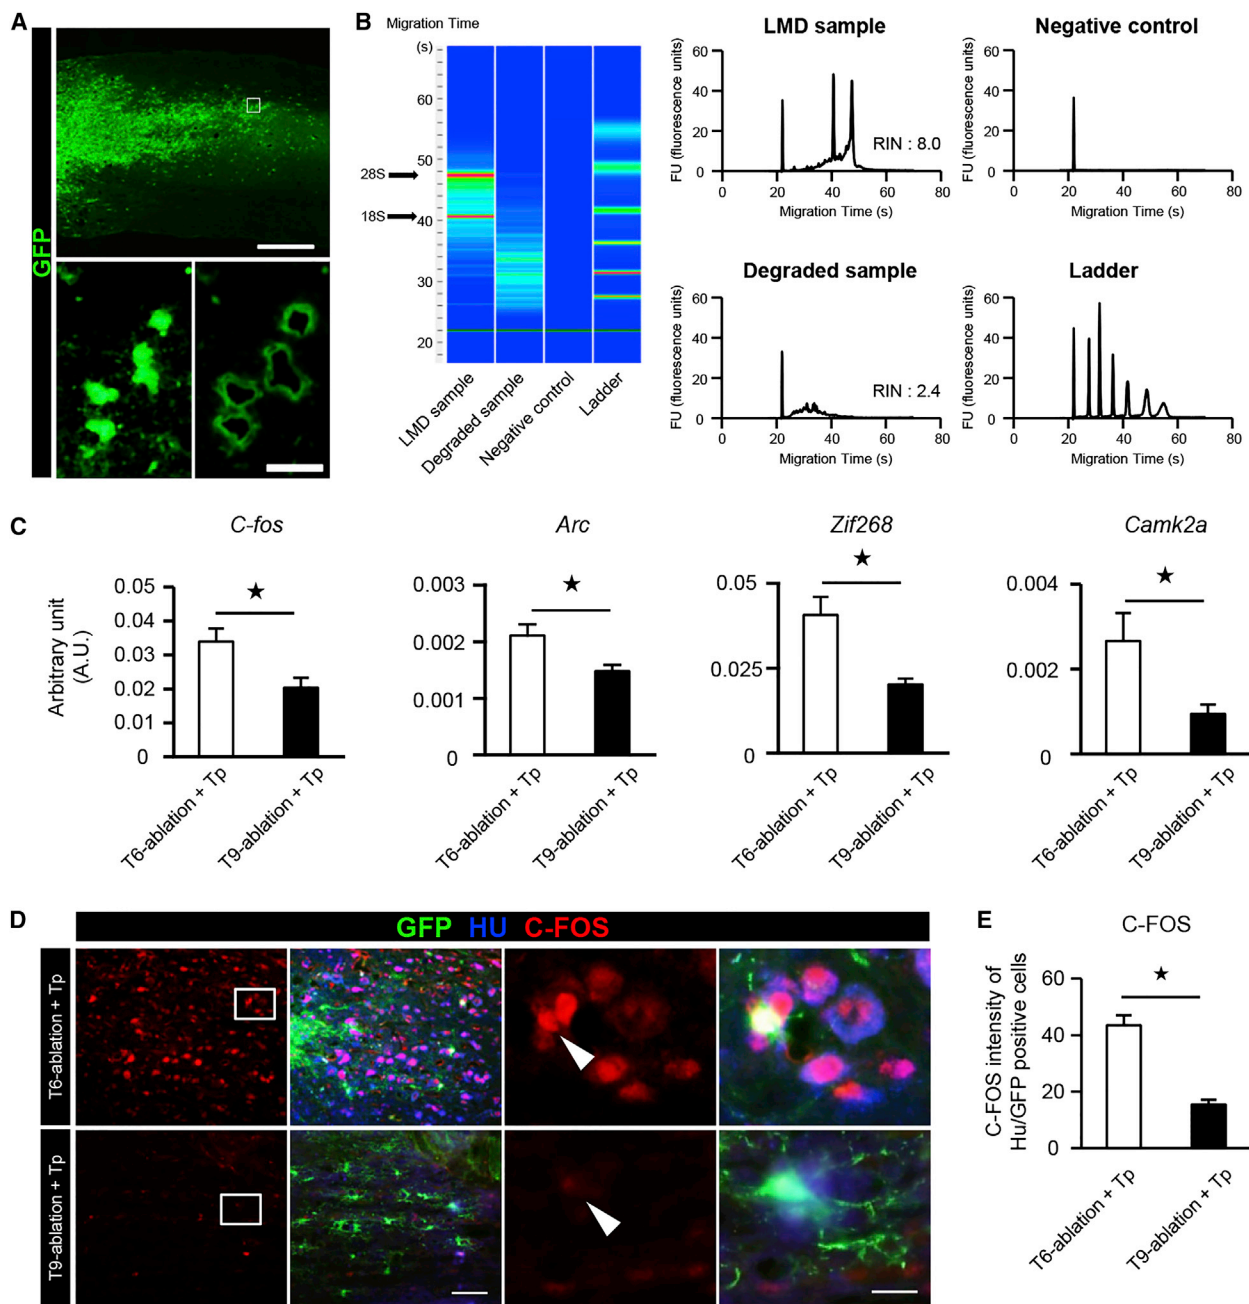 A
GFP
B
Migration Time
(s)
60
50
28S
18S
40
30
20
LMD sample
Degraded sample
Negative control
Ladder
LMD sample
FU (fluorescence units)
60
40
20
0
RIN : 8.0
0 20 40 60 80
Migration Time (s)
Negative control
FU (fluorescence units)
60
40
20
0
0 20 40 60 80
Migration Time (s)
Degraded sample
FU (fluorescence units)
60
40
20
0
RIN : 2.4
0 20 40 60 80
Migration Time (s)
Ladder
FU (fluorescence units)
60
40
20
0
0 20 40 60 80
Migration Time (s)
C
C-fos
Arbitrary unit
(A.U.)
0.05
0.04
0.03
0.02
0.01
0
★
T6-ablation + Tp
T9-ablation + Tp
Arc
0.003
0.002
0.001
0
★
T6-ablation + Tp
T9-ablation + Tp
Zif268
0.05
0.025
0
★
T6-ablation + Tp
T9-ablation + Tp
Camk2a
0.004
0.002
0
★
T6-ablation + Tp
T9-ablation + Tp
D
GFP HU C-FOS
T6-ablation + Tp
T9-ablation + Tp
E
C-FOS
C-FOS intensity of
Hu/GFP positive cells
60
40
20
0
★
T6-ablation + Tp
T9-ablation + Tp